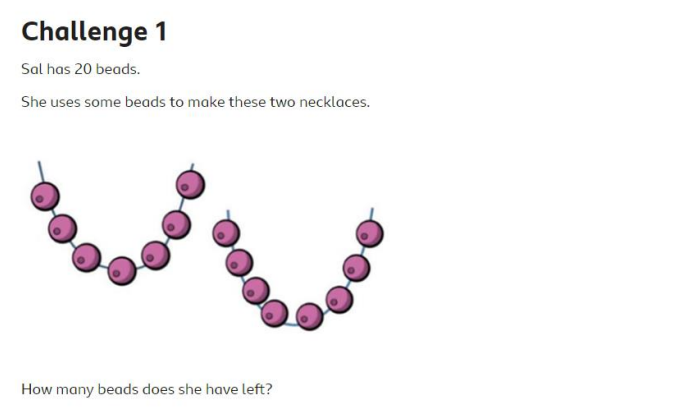 Challenge 1
Sal has 20 beads.
She uses some beads to make these two necklaces.
How many beads does she have left?